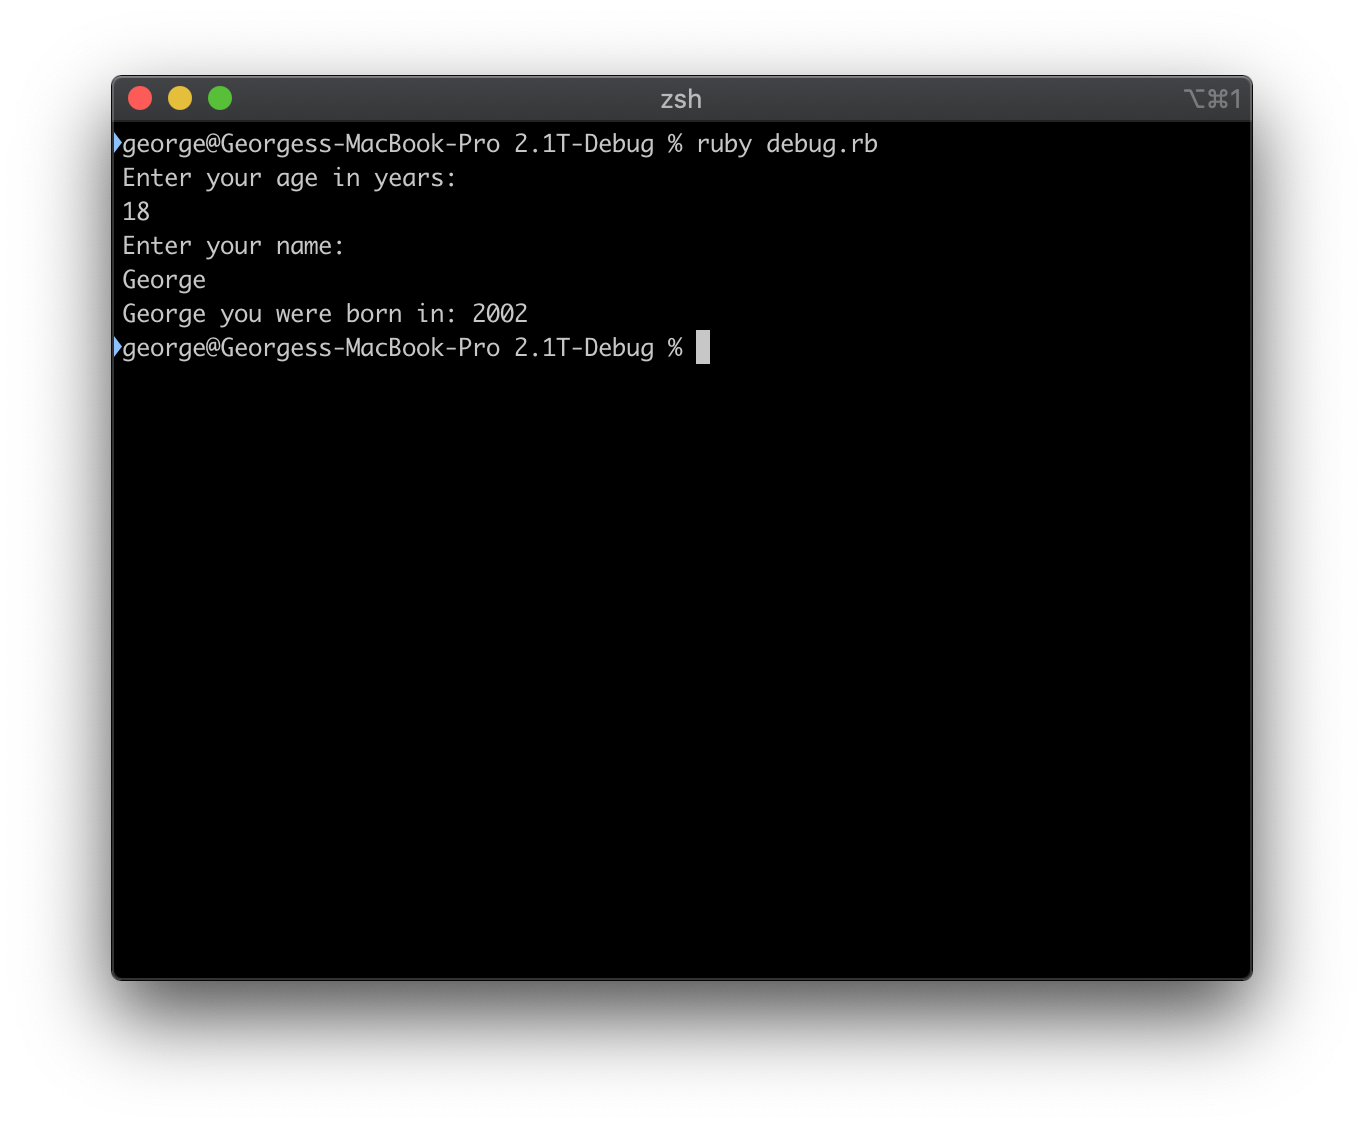 zsh
⌥⌘1
george@Georgess-MacBook-Pro 2.1T-Debug % ruby debug.rb
Enter your age in years:
18
Enter your name:
George
George you were born in: 2002
george@Georgess-MacBook-Pro 2.1T-Debug %